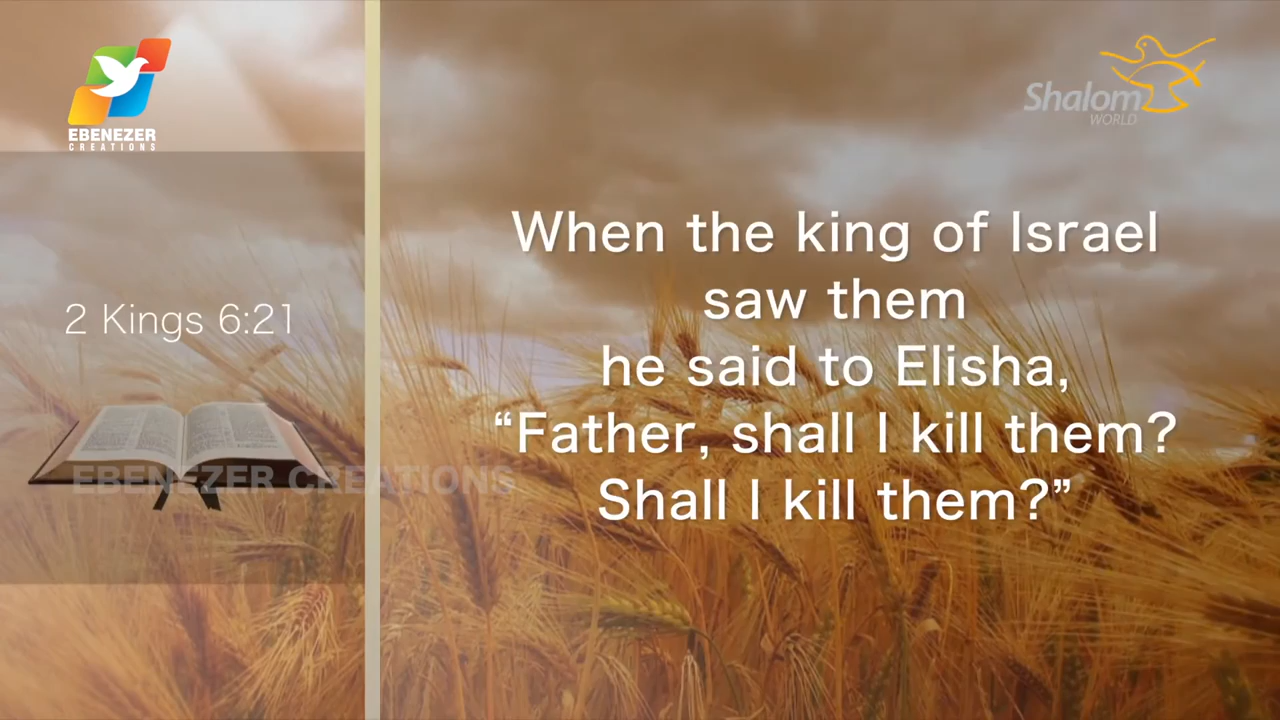 EBENEZER
CREATIONS
Shalom
WORLD
2 Kings 6:21
EBENEZER CREATIONS
When the king of Israel
saw them
he said to Elisha,
“Father, shall I kill them?
Shall I kill them?”